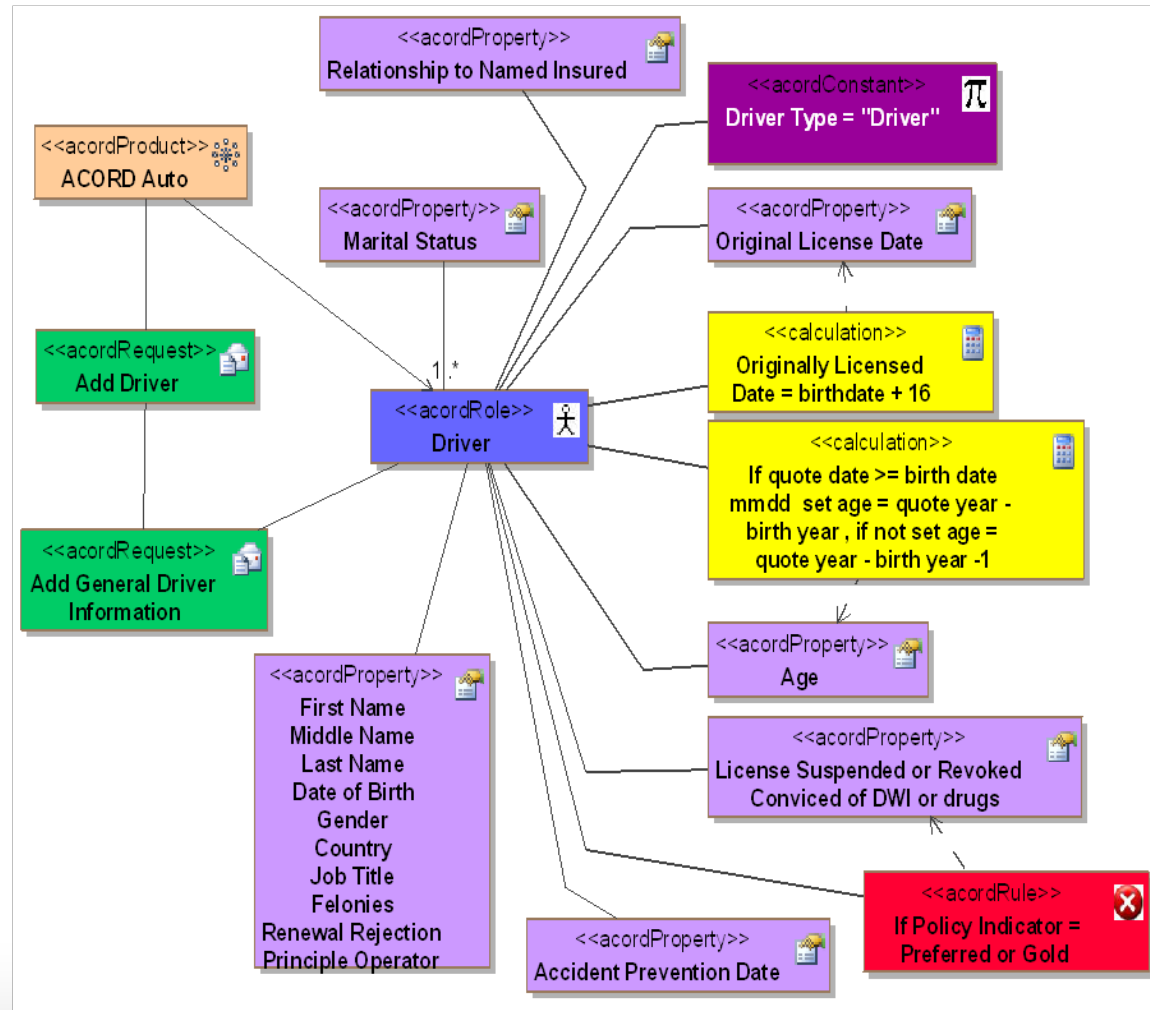 <<acordProperty>>
Relationship to Named Insured
<<acordConstant>>
π
Driver Type = "Driver"
<<acordProduct>>
ACORD Auto
<<acordProperty>>
Marital Status
<<acordProperty>>
Original License Date
<<acordRequest>>
Add Driver
1..*
<<acordRole>>
Driver
<<calculation>>
Originally Licensed
Date = birthdate + 16
<<calculation>>
If quote date >= birth date
mmdd set age = quote year -
birth year , if not set age =
quote year - birth year -1
<<acordRequest>>
Add General Driver
Information
<<acordProperty>>
Age
<<acordProperty>>
First Name
Middle Name
Last Name
Date of Birth
Gender
Country
Job Title
Felonies
Renewal Rejection
Principle Operator
<<acordProperty>>
License Suspended or Revoked
Conviced of DWI or drugs
<<acordRule>>
If Policy Indicator =
Preferred or Gold
<<acordProperty>>
Accident Prevention Date